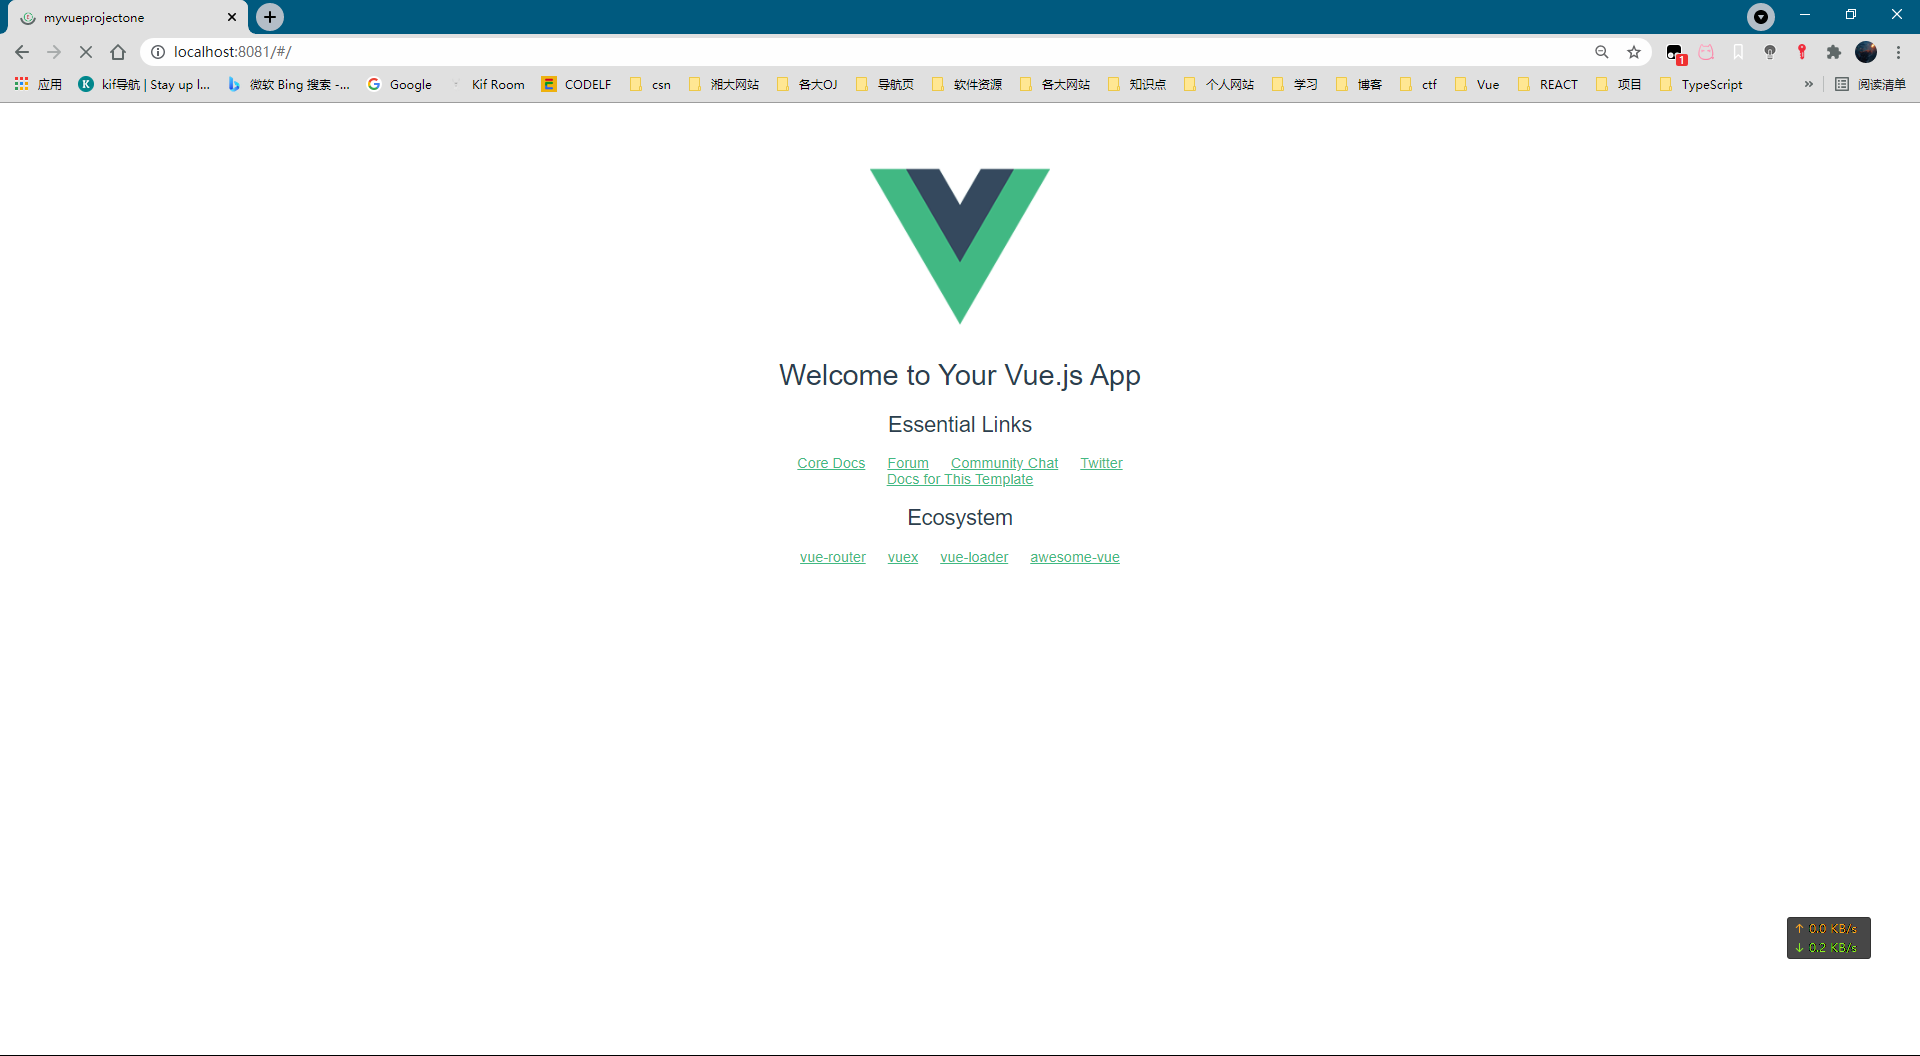 myvueprojectone
localhost:8081/#/
1
应用 kif导航 | Stay up l... 微软 Bing 搜索 -... Google Kif Room CODELF csn 湘大网站 各大OJ 导航页 软件资源 各大网站 知识点 个人网站 学习 博客 ctf Vue REACT 项目 TypeScript » 阅读清单
Welcome to Your Vue.js App
Essential Links
Core Docs Forum Community Chat Twitter
Docs for This Template
Ecosystem
vue-router vuex vue-loader awesome-vue
↑ 0.0 KB/s
↓ 0.2 KB/s